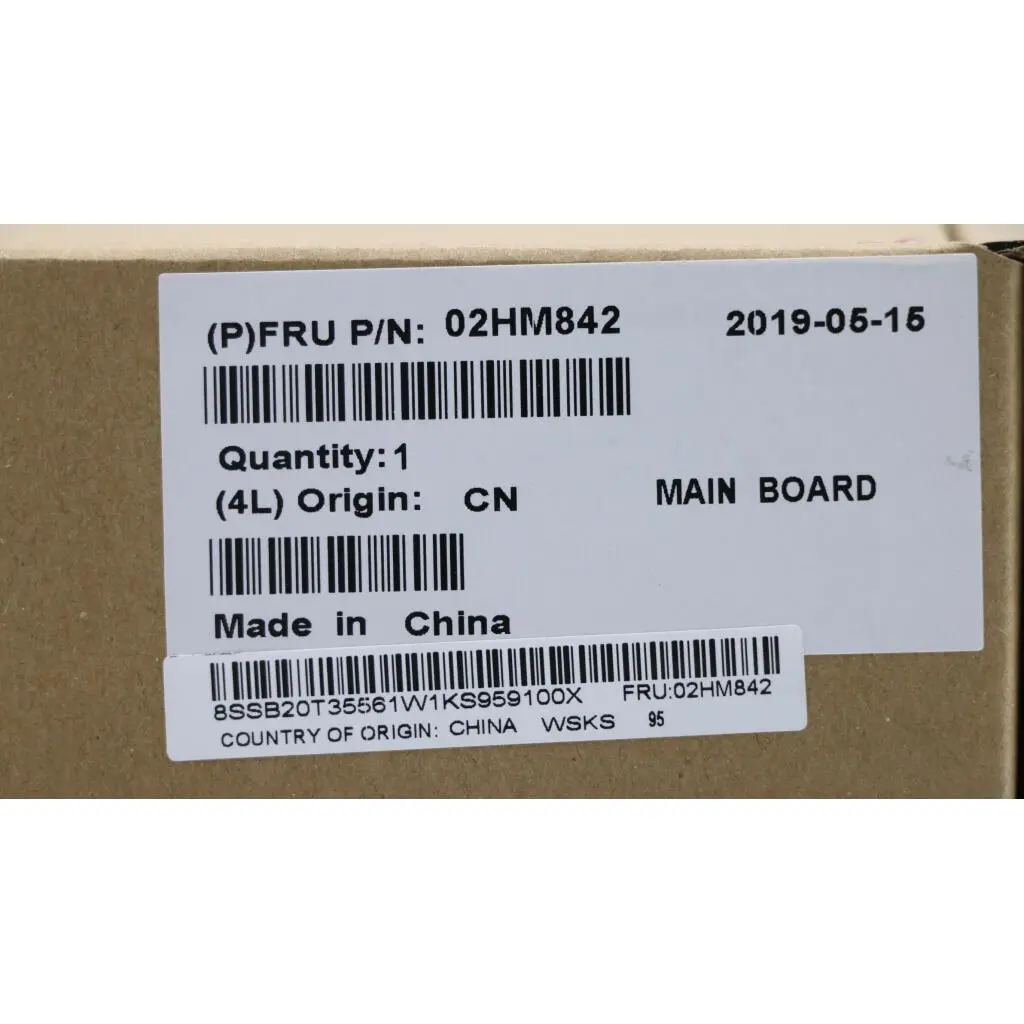 (P)FRU P/N: 02HM842 2019-05-15
Quantity: 1
(4L) Origin: CN MAIN BOARD
Made in China
8SSB20T35561W1KS959100X FRU:02HM842
COUNTRY OF ORIGIN: CHINA WSKS 95